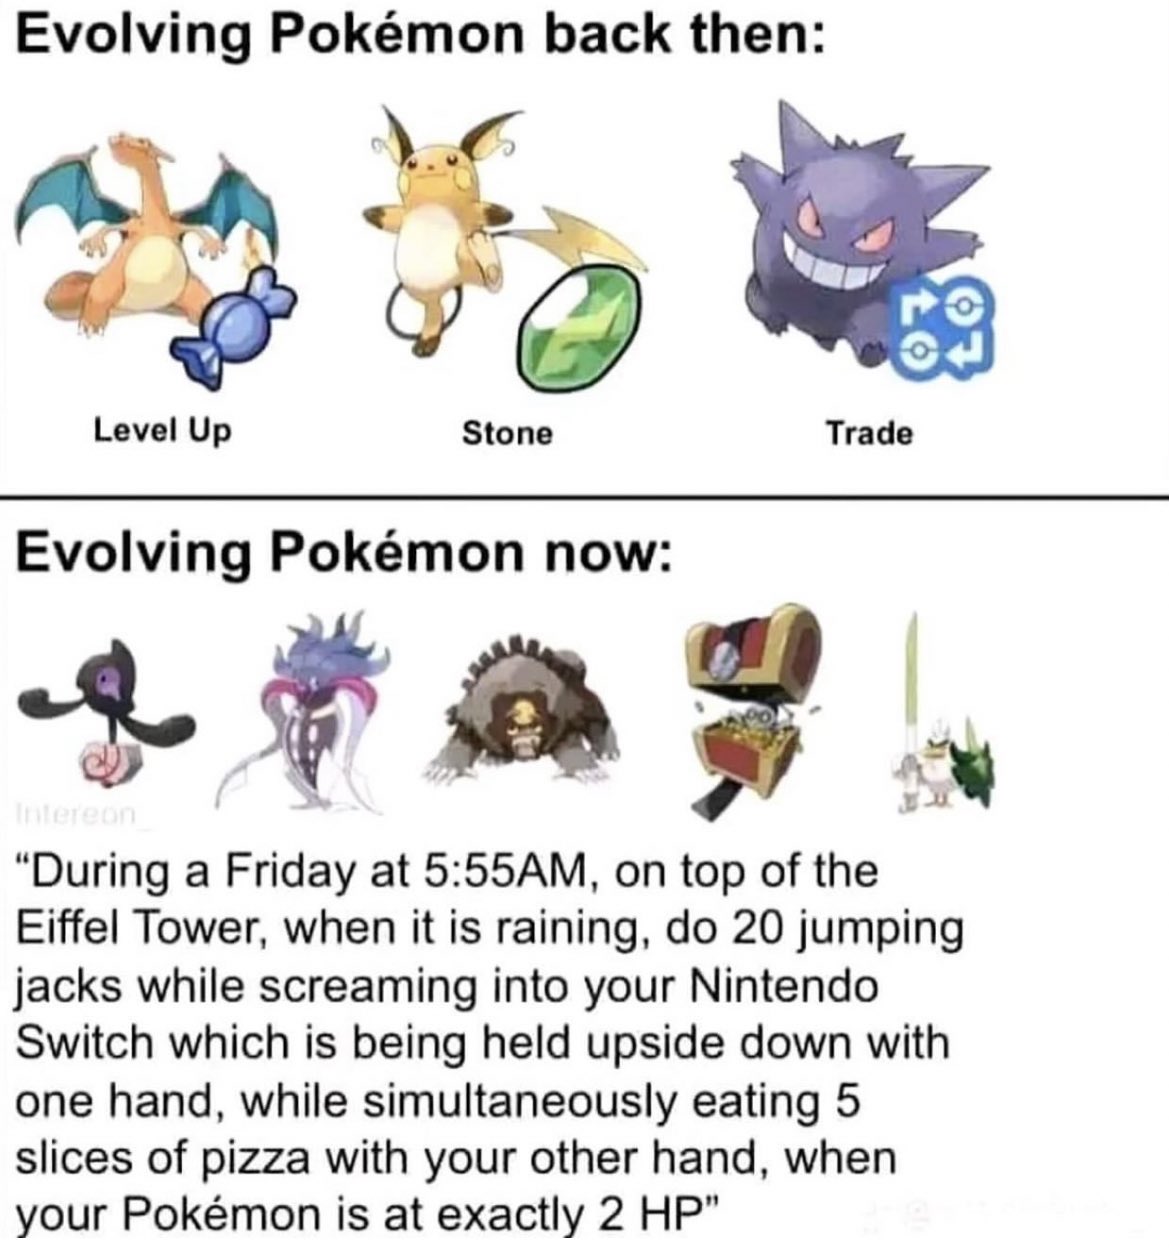 Evolving Pokémon back then:
Level Up
Stone
Trade
Evolving Pokémon now:
Intereon
“During a Friday at 5:55AM, on top of the
Eiffel Tower, when it is raining, do 20 jumping
jacks while screaming into your Nintendo
Switch which is being held upside down with
one hand, while simultaneously eating 5
slices of pizza with your other hand, when
your Pokémon is at exactly 2 HP”